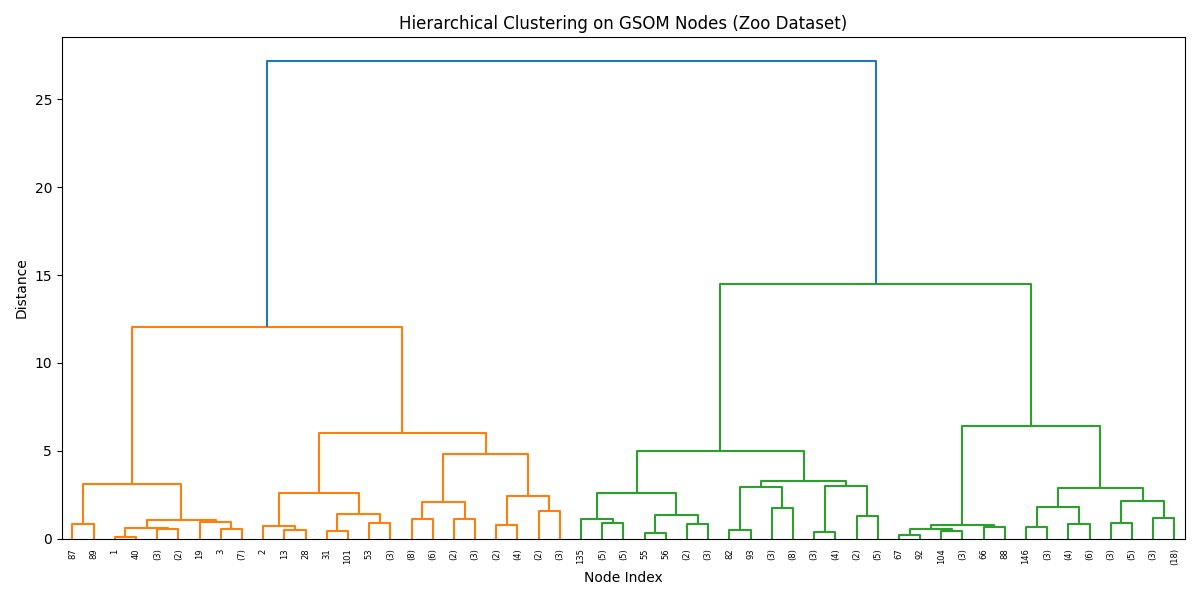 Hierarchical Clustering on GSOM Nodes (Zoo Dataset)
Distance
25
20
15
10
5
0
87 89 1 40 (3) (2) 19 3 (7) 2 13 28 31 101 53 (3) (8) (6) (2) (3) (2) (4) (2) (3) 135 (5) (5) 55 56 (2) (3) 82 93 (3) (8) (3) (4) (2) (5) 67 92 104 (3) 66 88 146 (3) (4) (6) (3) (5) (3) (18)
Node Index